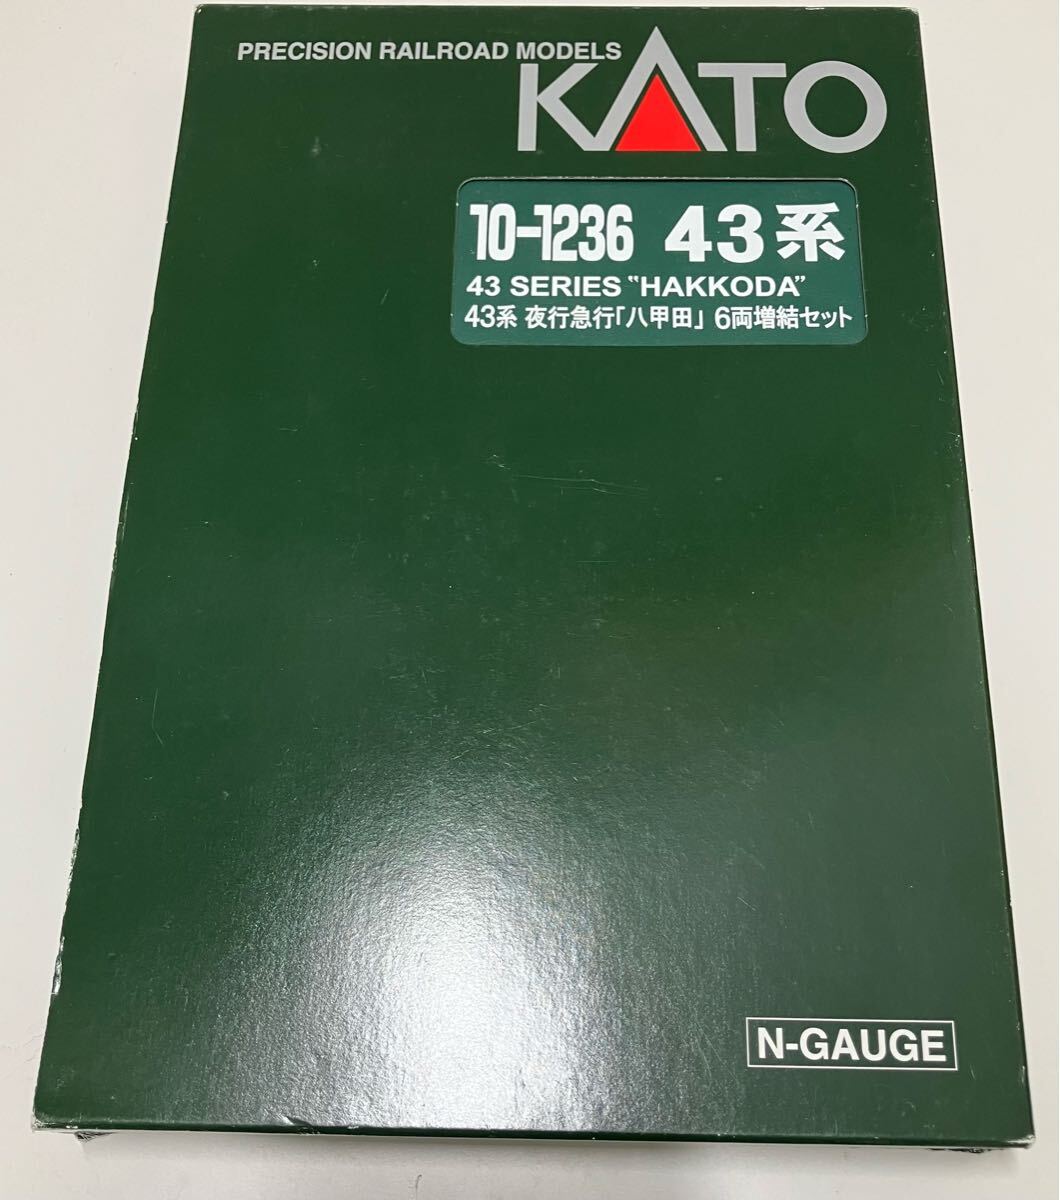 PRECISION RAILROAD MODELS
KATO
10-1236 43系
43 SERIES "HAKKODA"
43系 夜行急行「八甲田」 6両増結セット
N-GAUGE